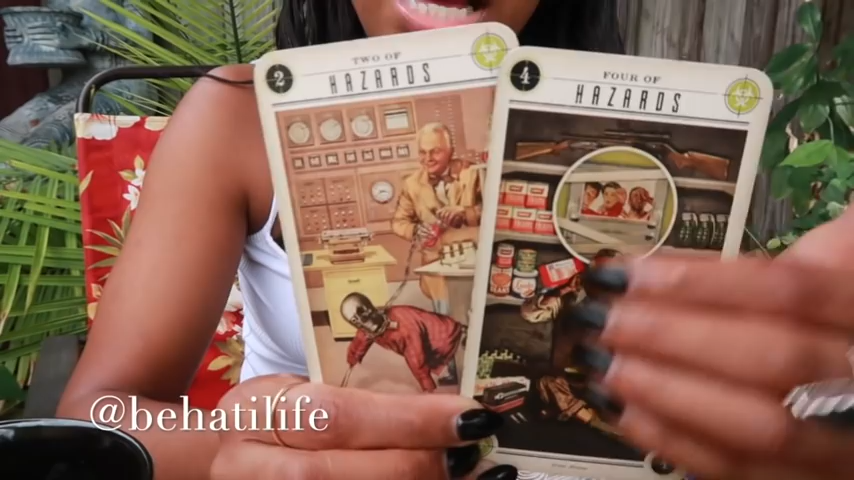 2
TWO OF
HAZARDS
4
FOUR OF
HAZARDS
@behatilife